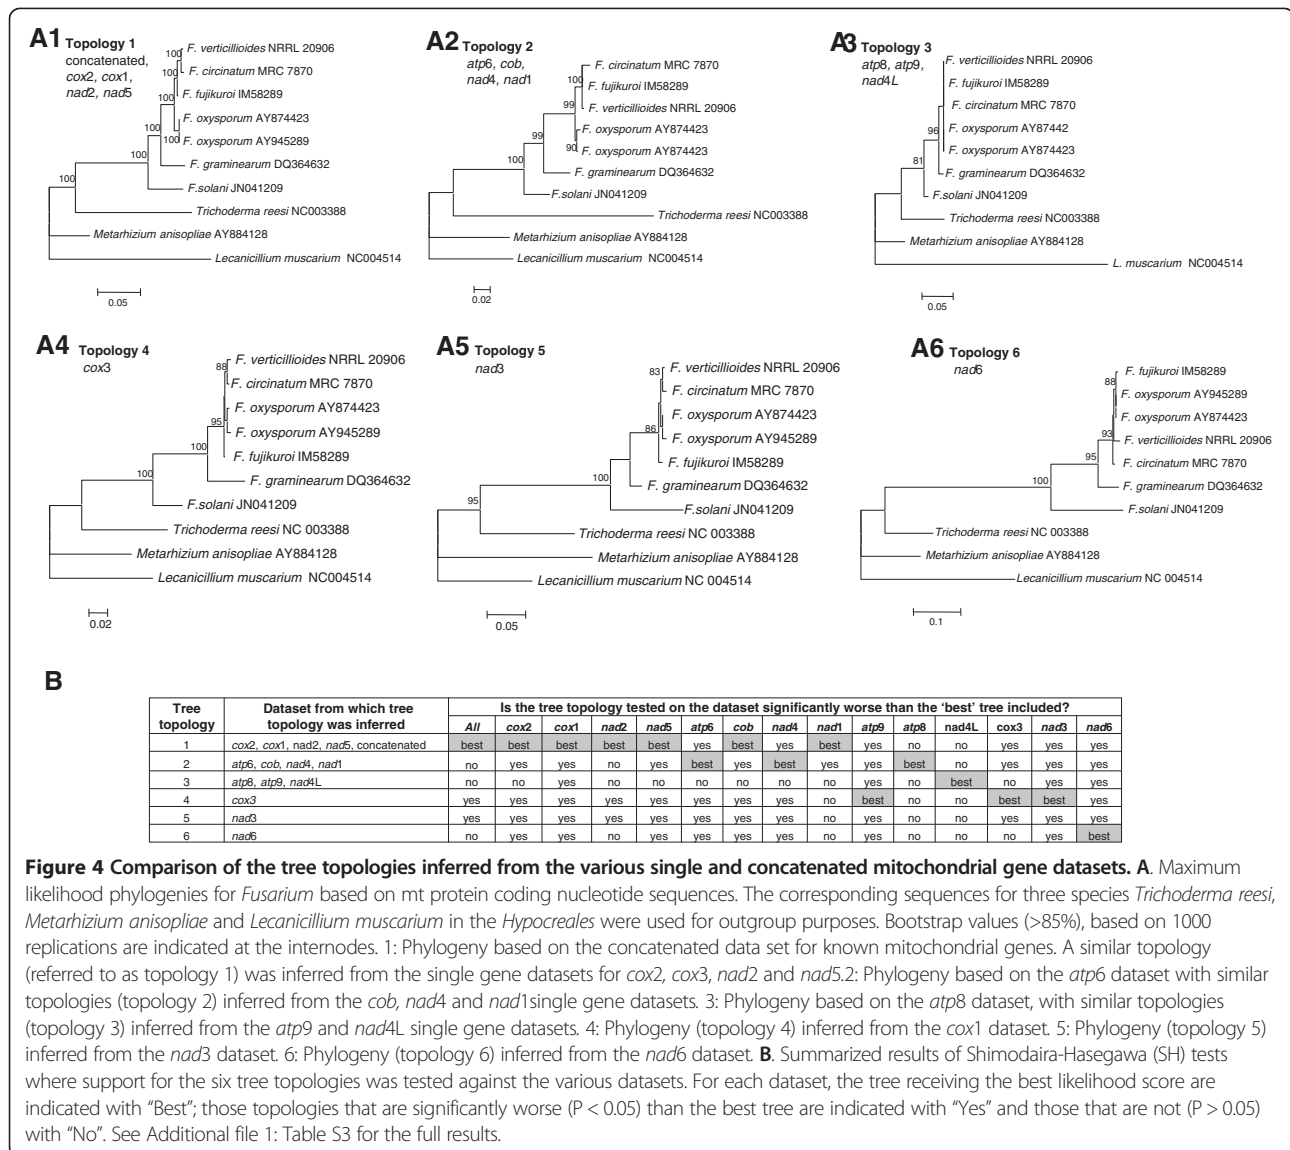 A1 Topology 1
concatenated,
cox2, cox1,
nad2, nad5
100
100
100
100
100
100
100
100
F. verticillioides NRRL 20906
F. circinatum MRC 7870
F. fujikuroi IM58289
F. oxysporum AY874423
F. oxysporum AY945289
F. graminearum DQ364632
F.solani JN041209
Trichoderma reesi NC003388
Metarhizium anisopliae AY884128
Lecanicillium muscarium NC004514
0.05
A2 Topology 2
atp6, cob,
nad4, nad1
100
99
99
90
100
F. circinatum MRC 7870
F. fujikuroi IM58289
F. verticillioides NRRL 20906
F. oxysporum AY874423
F. oxysporum AY874423
F. graminearum DQ364632
F.solani JN041209
Trichoderma reesi NC003388
Metarhizium anisopliae AY884128
Lecanicillium muscarium NC004514
0.02
A3 Topology 3
atp8, atp9,
nad4L
96
81
F. verticillioides NRRL 20906
F. fujikuroi IM58289
F. circinatum MRC 7870
F. oxysporum AY87442
F. oxysporum AY874423
F. graminearum DQ364632
F.solani JN041209
Trichoderma reesi NC003388
Metarhizium anisopliae AY884128
L. muscarium NC004514
0.05
A4 Topology 4
cox3
88
95
100
100
F. verticillioides NRRL 20906
F. circinatum MRC 7870
F. oxysporum AY874423
F. oxysporum AY945289
F. fujikuroi IM58289
F. graminearum DQ364632
F.solani JN041209
Trichoderma reesi NC 003388
Metarhizium anisopliae AY884128
Lecanicillium muscarium NC004514
0.02
A5 Topology 5
nad3
83
86
95
100
F. verticillioides NRRL 20906
F. circinatum MRC 7870
F. oxysporum AY874423
F. oxysporum AY945289
F. fujikuroi IM58289
F. graminearum DQ364632
F.solani JN041209
Trichoderma reesi NC 003388
Metarhizium anisopliae AY884128
Lecanicillium muscarium NC 004514
0.05
A6 Topology 6
nad6
88
93
95
100
F. fujikuroi IM58289
F. oxysporum AY945289
F. oxysporum AY874423
F. verticillioides NRRL 20906
F. circinatum MRC 7870
F. graminearum DQ364632
F.solani JN041209
Trichoderma reesi NC 003388
Metarhizium anisopliae AY884128
Lecanicillium muscarium NC 004514
0.1
B
Tree topology | Dataset from which tree topology was inferred | Is the tree topology tested on the dataset significantly worse than the 'best' tree included?
All cox2 cox1 nad2 nad5 atp6 cob nad4 nad1 atp9 atp8 nad4L cox3 nad3 nad6
1 cox2, cox1, nad2, nad5, concatenated best best best best best yes best yes best yes no no yes yes yes
2 atp6, cob, nad4, nad1 no yes yes no yes best yes best yes yes best no yes yes yes
3 atp8, atp9, nad4L no no yes no no no no no no no no best no yes yes
4 cox3 yes yes yes yes yes yes yes yes no best no no best best yes
5 nad3 yes yes yes yes yes yes yes yes no yes no no yes yes yes
6 nad6 no yes yes no yes yes yes yes no yes no no no yes best
Figure 4 Comparison of the tree topologies inferred from the various single and concatenated mitochondrial gene datasets. A. Maximum
likelihood phylogenies for Fusarium based on mt protein coding nucleotide sequences. The corresponding sequences for three species Trichoderma reesi,
Metarhizium anisopliae and Lecanicillium muscarium in the Hypocreales were used for outgroup purposes. Bootstrap values (>85%), based on 1000
replications are indicated at the internodes. 1: Phylogeny based on the concatenated data set for known mitochondrial genes. A similar topology
(referred to as topology 1) was inferred from the single gene datasets for cox2, cox3, nad2 and nad5.2: Phylogeny based on the atp6 dataset with similar
topologies (topology 2) inferred from the cob, nad4 and nad1single gene datasets. 3: Phylogeny based on the atp8 dataset, with similar topologies
(topology 3) inferred from the atp9 and nad4L single gene datasets. 4: Phylogeny (topology 4) inferred from the cox1 dataset. 5: Phylogeny (topology 5)
inferred from the nad3 dataset. 6: Phylogeny (topology 6) inferred from the nad6 dataset. B. Summarized results of Shimodaira-Hasegawa (SH) tests
where support for the six tree topologies was tested against the various datasets. For each dataset, the tree receiving the best likelihood score are
indicated with "Best"; those topologies that are significantly worse (P < 0.05) than the best tree are indicated with "Yes" and those that are not (P > 0.05)
with "No". See Additional file 1: Table S3 for the full results.